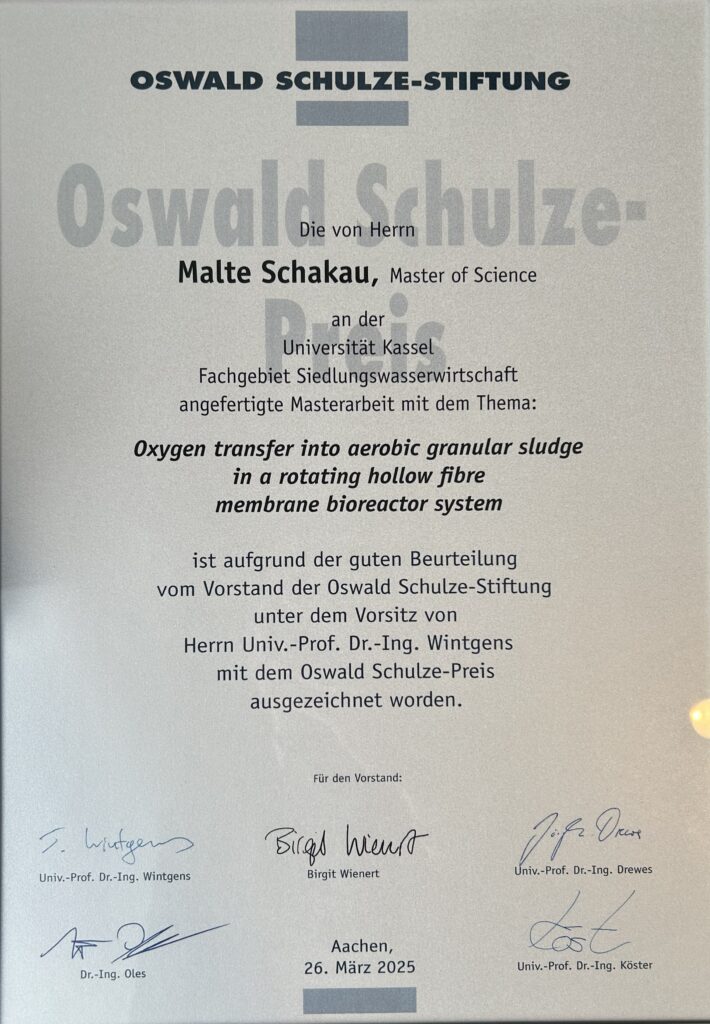 OSWALD SCHULZE-STIFTUNG
Oswald Schulze-
Preis
Die von Herrn
Malte Schakau, Master of Science
an der
Universität Kassel
Fachgebiet Siedlungswasserwirtschaft
angefertigte Masterarbeit mit dem Thema:
Oxygen transfer into aerobic granular sludge
in a rotating hollow fibre
membrane bioreactor system
ist aufgrund der guten Beurteilung
vom Vorstand der Oswald Schulze-Stiftung
unter dem Vorsitz von
Herrn Univ.-Prof. Dr.-Ing. Wintgens
mit dem Oswald Schulze-Preis
ausgezeichnet worden.
Für den Vorstand:
T. Wintgens
Birgit Wienert
Univ.-Prof. Dr.-Ing. Wintgens
Birgit Wienert
Univ.-Prof. Dr.-Ing. Drewes
Dr.-Ing. Oles
Aachen,
26. März 2025
Univ.-Prof. Dr.-Ing. Köster